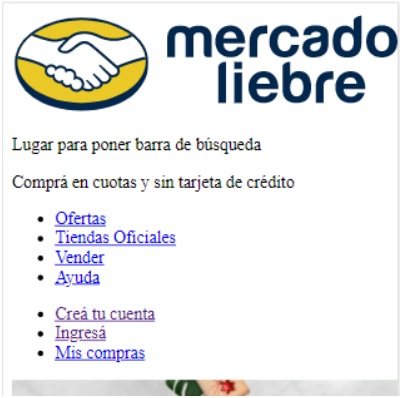 mercado
liebre
Lugar para poner barra de búsqueda
Comprá en cuotas y sin tarjeta de crédito
Ofertas
Tiendas Oficiales
Vender
Ayuda
Creá tu cuenta
Ingresá
Mis compras